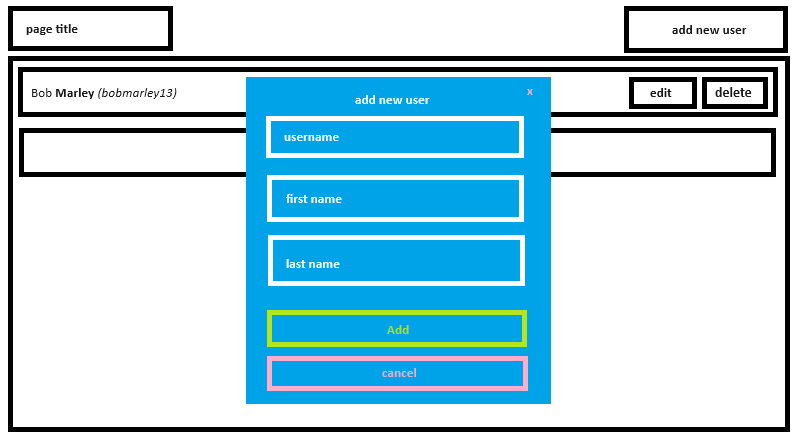 page title
add new user
Bob Marley (bobmarley13)
edit
delete
add new user
x
username
first name
last name
Add
cancel